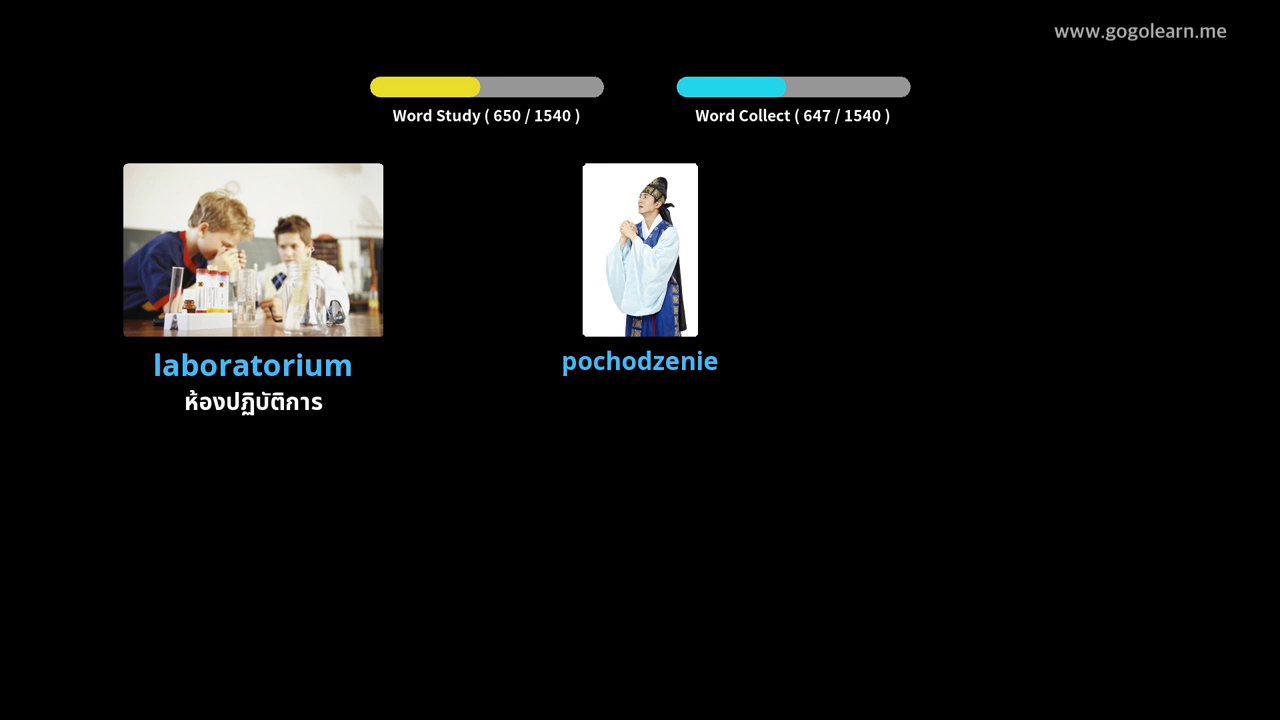 www.gogolearn.me
Word Study ( 650 / 1540 )
Word Collect ( 647 / 1540 )
laboratorium
ห้องปฏิบัติการ
pochodzenie